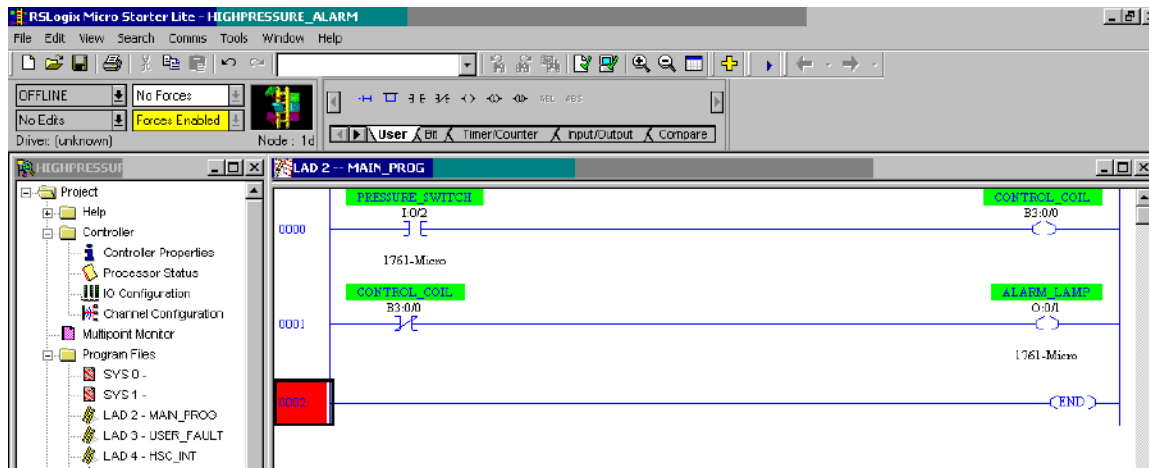 RSLogix Micro Starter Lite - HIGHPRESSURE_ALARM
File Edit View Search Comms Tools Window Help
OFFLINE No Forces
No Edits Forces Enabled
Driver: (unknown) Node : 1d
SEL ABS
User Bit Timer/Counter Input/Output Compare
HIGHPRESSUR
LAD 2 -- MAIN_PROG
Project
Help
Controller
Controller Properties
Processor Status
IO Configuration
Channel Configuration
Multipoint Monitor
Program Files
SYS 0 -
SYS 1 -
LAD 2 - MAIN_PROG
LAD 3 - USER_FAULT
LAD 4 - HSC_INT
PRESSURE_SWITCH CONTROL_COIL
I:0/2 B3:0/0
0000
1761-Micro
CONTROL_COIL ALARM_LAMP
B3:0/0 O:0/1
0001
1761-Micro
0002 END